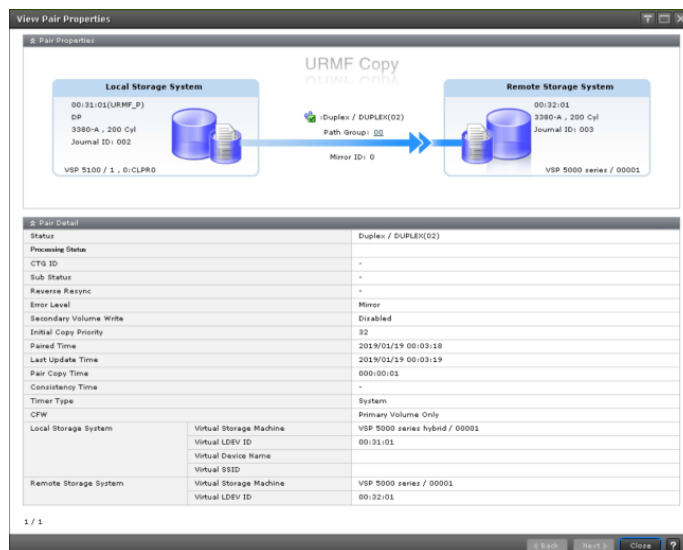 View Pair Properties
Pair Properties
URMF Copy
Local Storage System
00:31:01(URMF_P)
DP
3380-A , 200 Cyl
Journal ID: 002
VSP 5100 / 1 , 0:CLPR0
:Duplex / DUPLEX(02)
Path Group: 00
Mirror ID: 0
Remote Storage System
00:32:01
3380-A , 200 Cyl
Journal ID: 003
VSP 5000 series / 00001
Pair Detail
Status Duplex / DUPLEX(02)
Processing Status
CTG ID -
Sub Status -
Reverse Resync -
Error Level Mirror
Secondary Volume Write Disabled
Initial Copy Priority 32
Paired Time 2019/01/19 00:03:18
Last Update Time 2019/01/19 00:03:19
Pair Copy Time 000:00:01
Consistency Time -
Timer Type System
CFW Primary Volume Only
Local Storage System Virtual Storage Machine VSP 5000 series hybrid / 00001
Virtual LDEV ID 00:31:01
Virtual Device Name
Virtual SSID
Remote Storage System Virtual Storage Machine VSP 5000 series / 00001
Virtual LDEV ID 00:32:01
1 / 1
Back Next Close ?